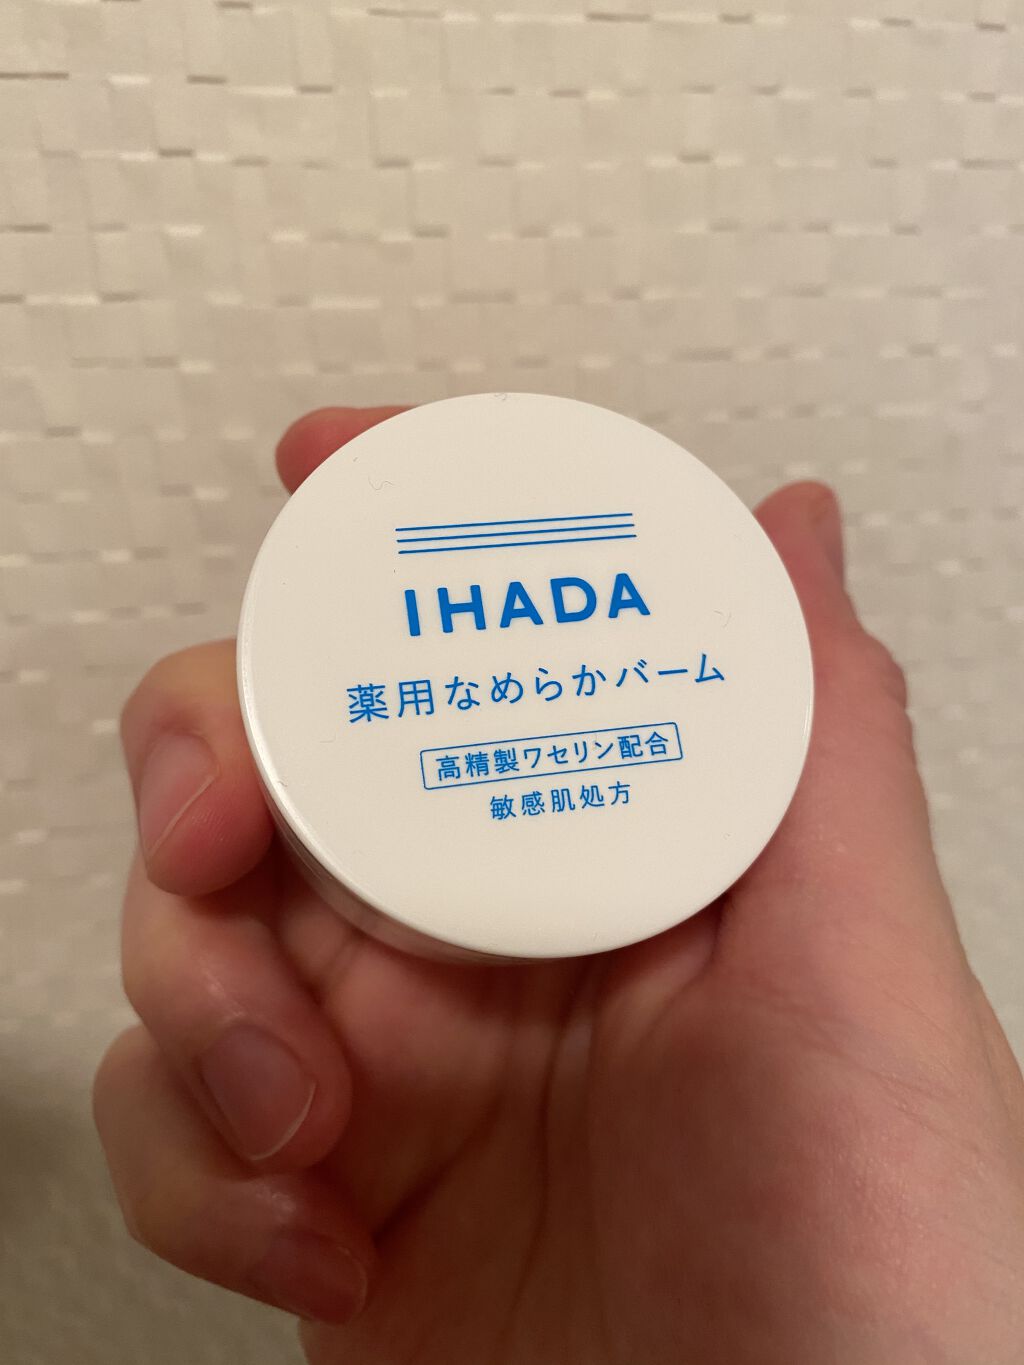 IHADA
薬用なめらかバーム
高精製ワセリン配合
敏感肌処方